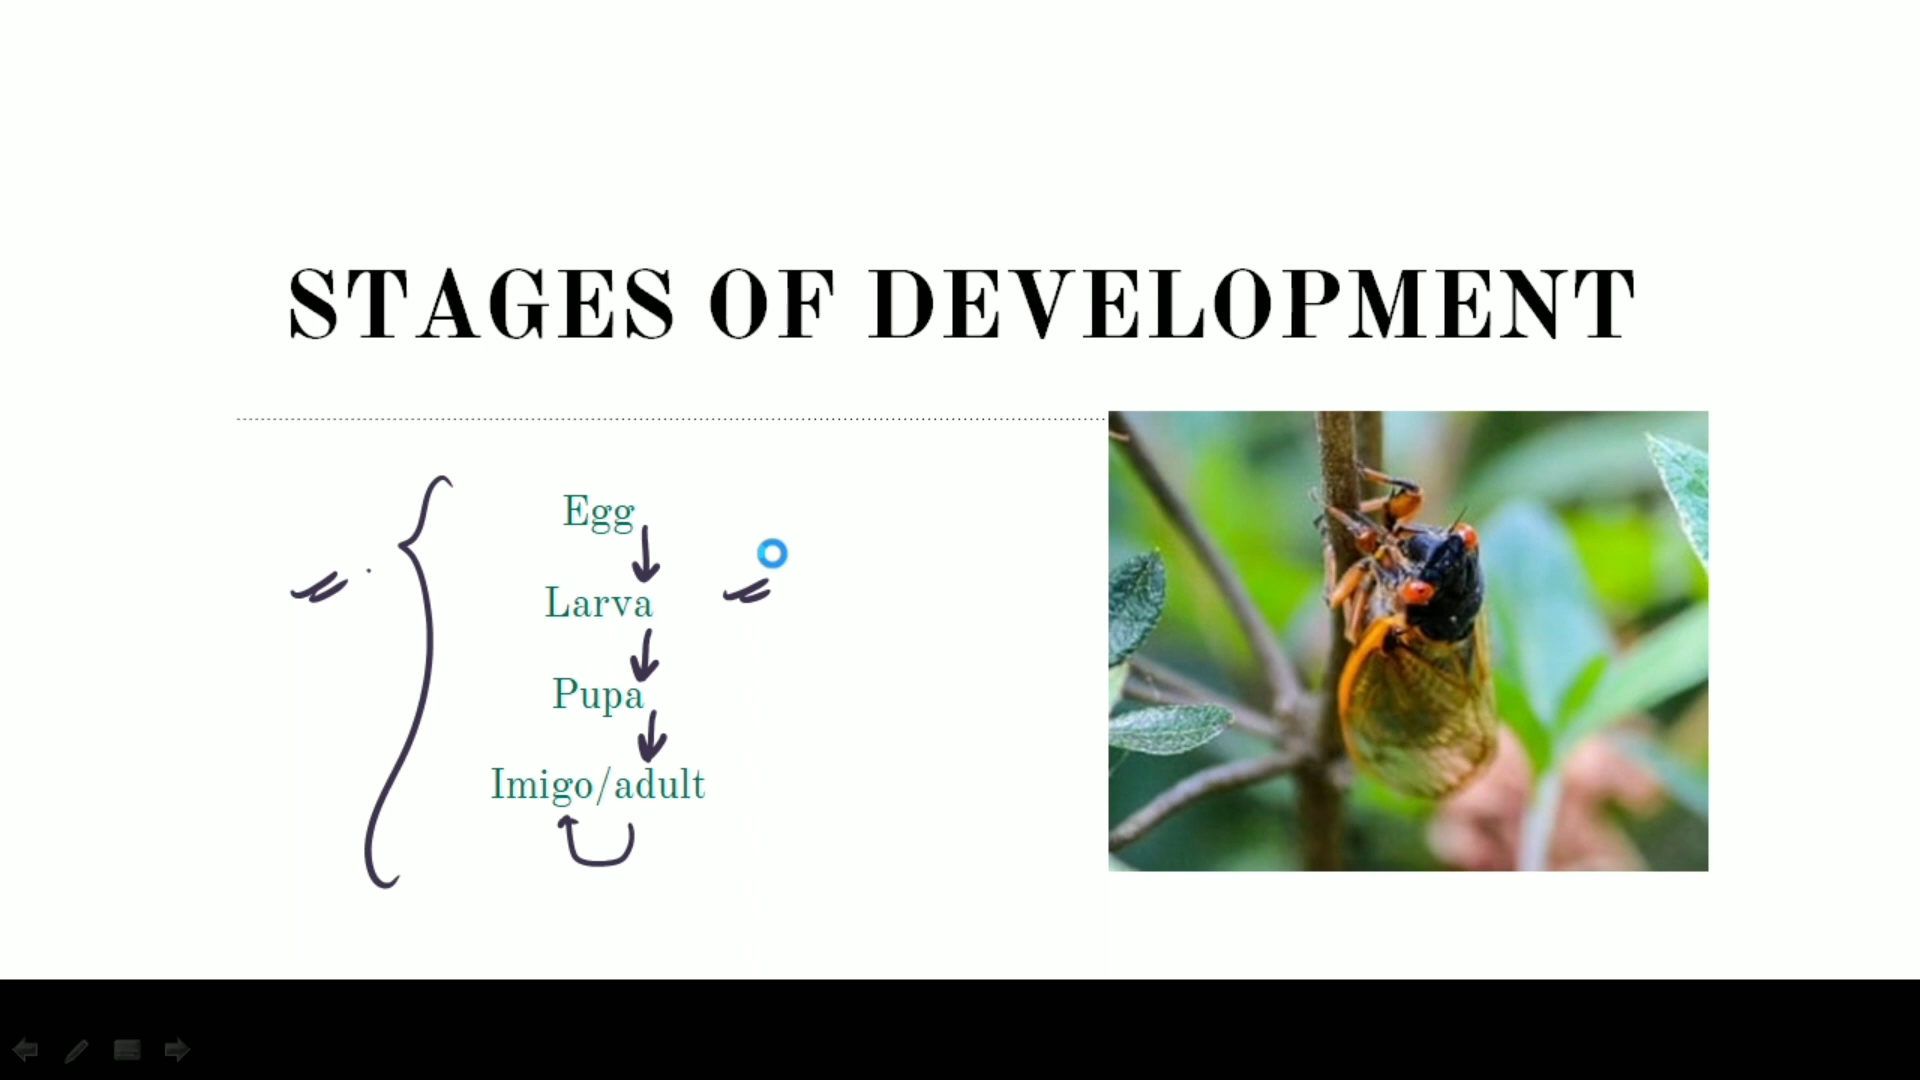 STAGES OF DEVELOPMENT
Egg
Larva
Pupa
Imigo/adult